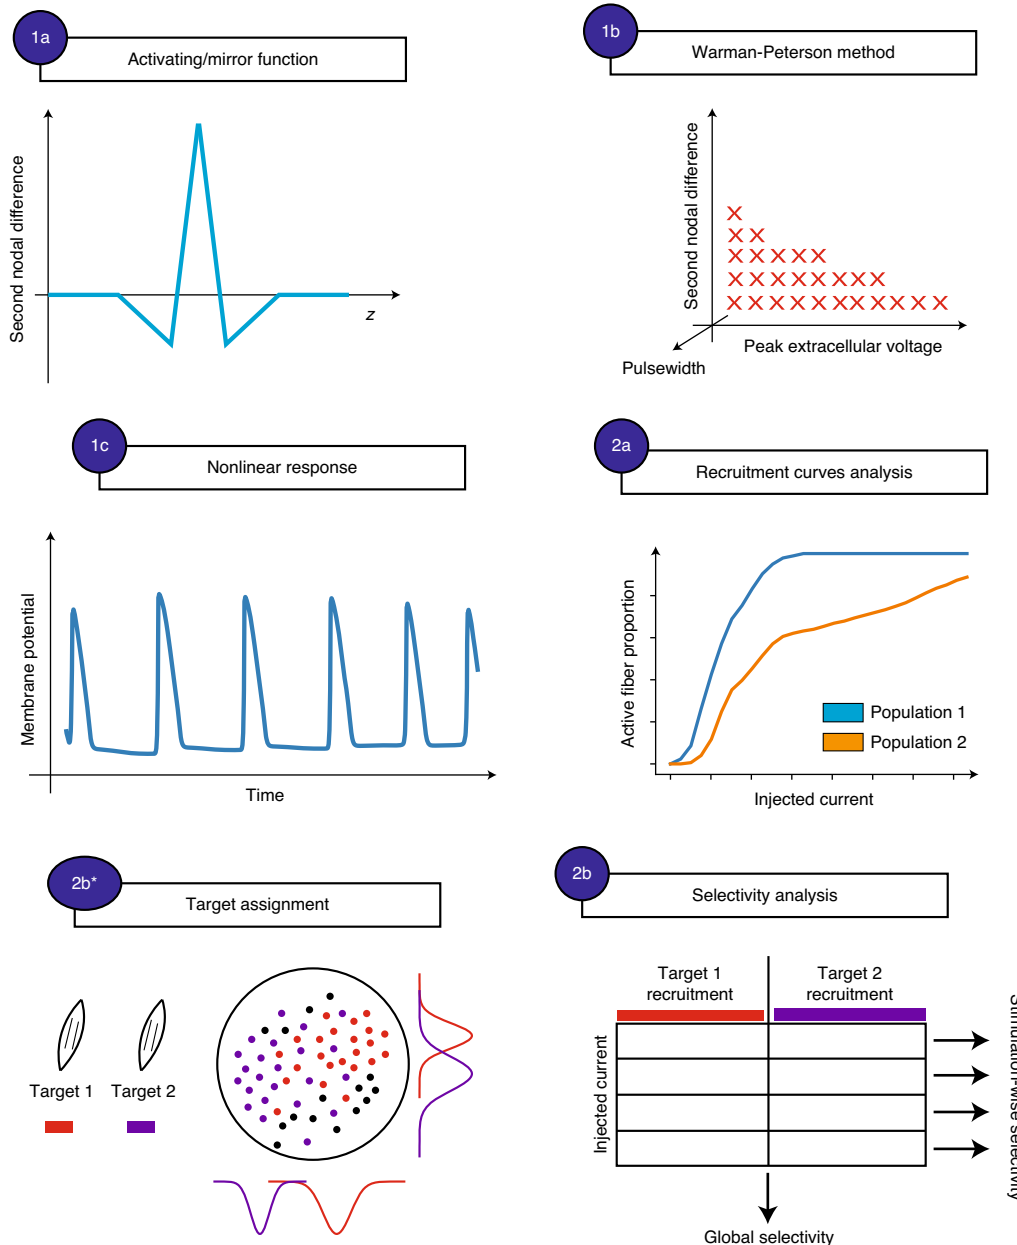 1a
Activating/mirror function
Second nodal difference
z
1b
Warman-Peterson method
Second nodal difference
Peak extracellular voltage
Pulsewidth
1c
Nonlinear response
Membrane potential
Time
2a
Recruitment curves analysis
Active fiber proportion
Population 1
Population 2
Injected current
2b*
Target assignment
Target 1
Target 2
2b
Selectivity analysis
Target 1
recruitment
Target 2
recruitment
Injected current
Stimulation-wise selectivity
Global selectivity